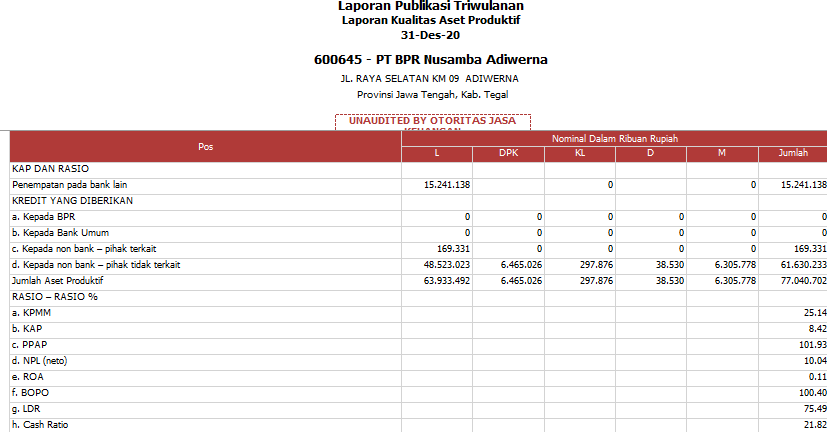 Laporan Publikasi Triwulanan
Laporan Kualitas Aset Produktif
31-Des-20
600645 - PT BPR Nusamba Adiwerna
JL. RAYA SELATAN KM 09 ADIWERNA
Provinsi Jawa Tengah, Kab. Tegal
UNAUDITED BY OTORITAS JASA
KEUANGAN
Pos Nominal Dalam Ribuan Rupiah
L DPK KL D M Jumlah
KAP DAN RASIO
Penempatan pada bank lain 15.241.138 0 0 15.241.138
KREDIT YANG DIBERIKAN
a. Kepada BPR 0 0 0 0 0 0
b. Kepada Bank Umum 0 0 0 0 0 0
c. Kepada non bank – pihak terkait 169.331 0 0 0 0 169.331
d. Kepada non bank – pihak tidak terkait 48.523.023 6.465.026 297.876 38.530 6.305.778 61.630.233
Jumlah Aset Produktif 63.933.492 6.465.026 297.876 38.530 6.305.778 77.040.702
RASIO – RASIO %
a. KPMM 25.14
b. KAP 8.42
c. PPAP 101.93
d. NPL (neto) 10.04
e. ROA 0.11
f. BOPO 100.40
g. LDR 75.49
h. Cash Ratio 21.82